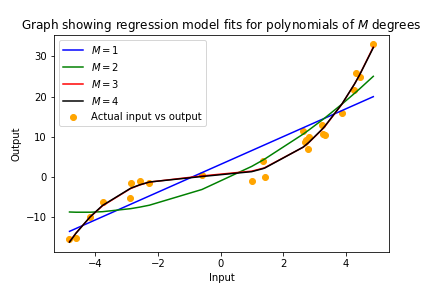 Graph showing regression model fits for polynomials of M degrees
M = 1
M = 2
M = 3
M = 4
Actual input vs output
Output
30
20
10
0
−10
−4
−2
0
2
4
Input